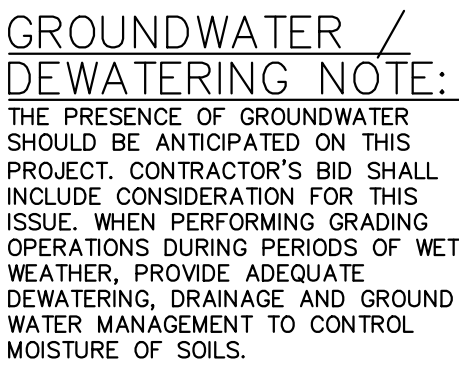 GROUNDWATER /
DEWATERING NOTE:
THE PRESENCE OF GROUNDWATER
SHOULD BE ANTICIPATED ON THIS
PROJECT. CONTRACTOR'S BID SHALL
INCLUDE CONSIDERATION FOR THIS
ISSUE. WHEN PERFORMING GRADING
OPERATIONS DURING PERIODS OF WET
WEATHER, PROVIDE ADEQUATE
DEWATERING, DRAINAGE AND GROUND
WATER MANAGEMENT TO CONTROL
MOISTURE OF SOILS.